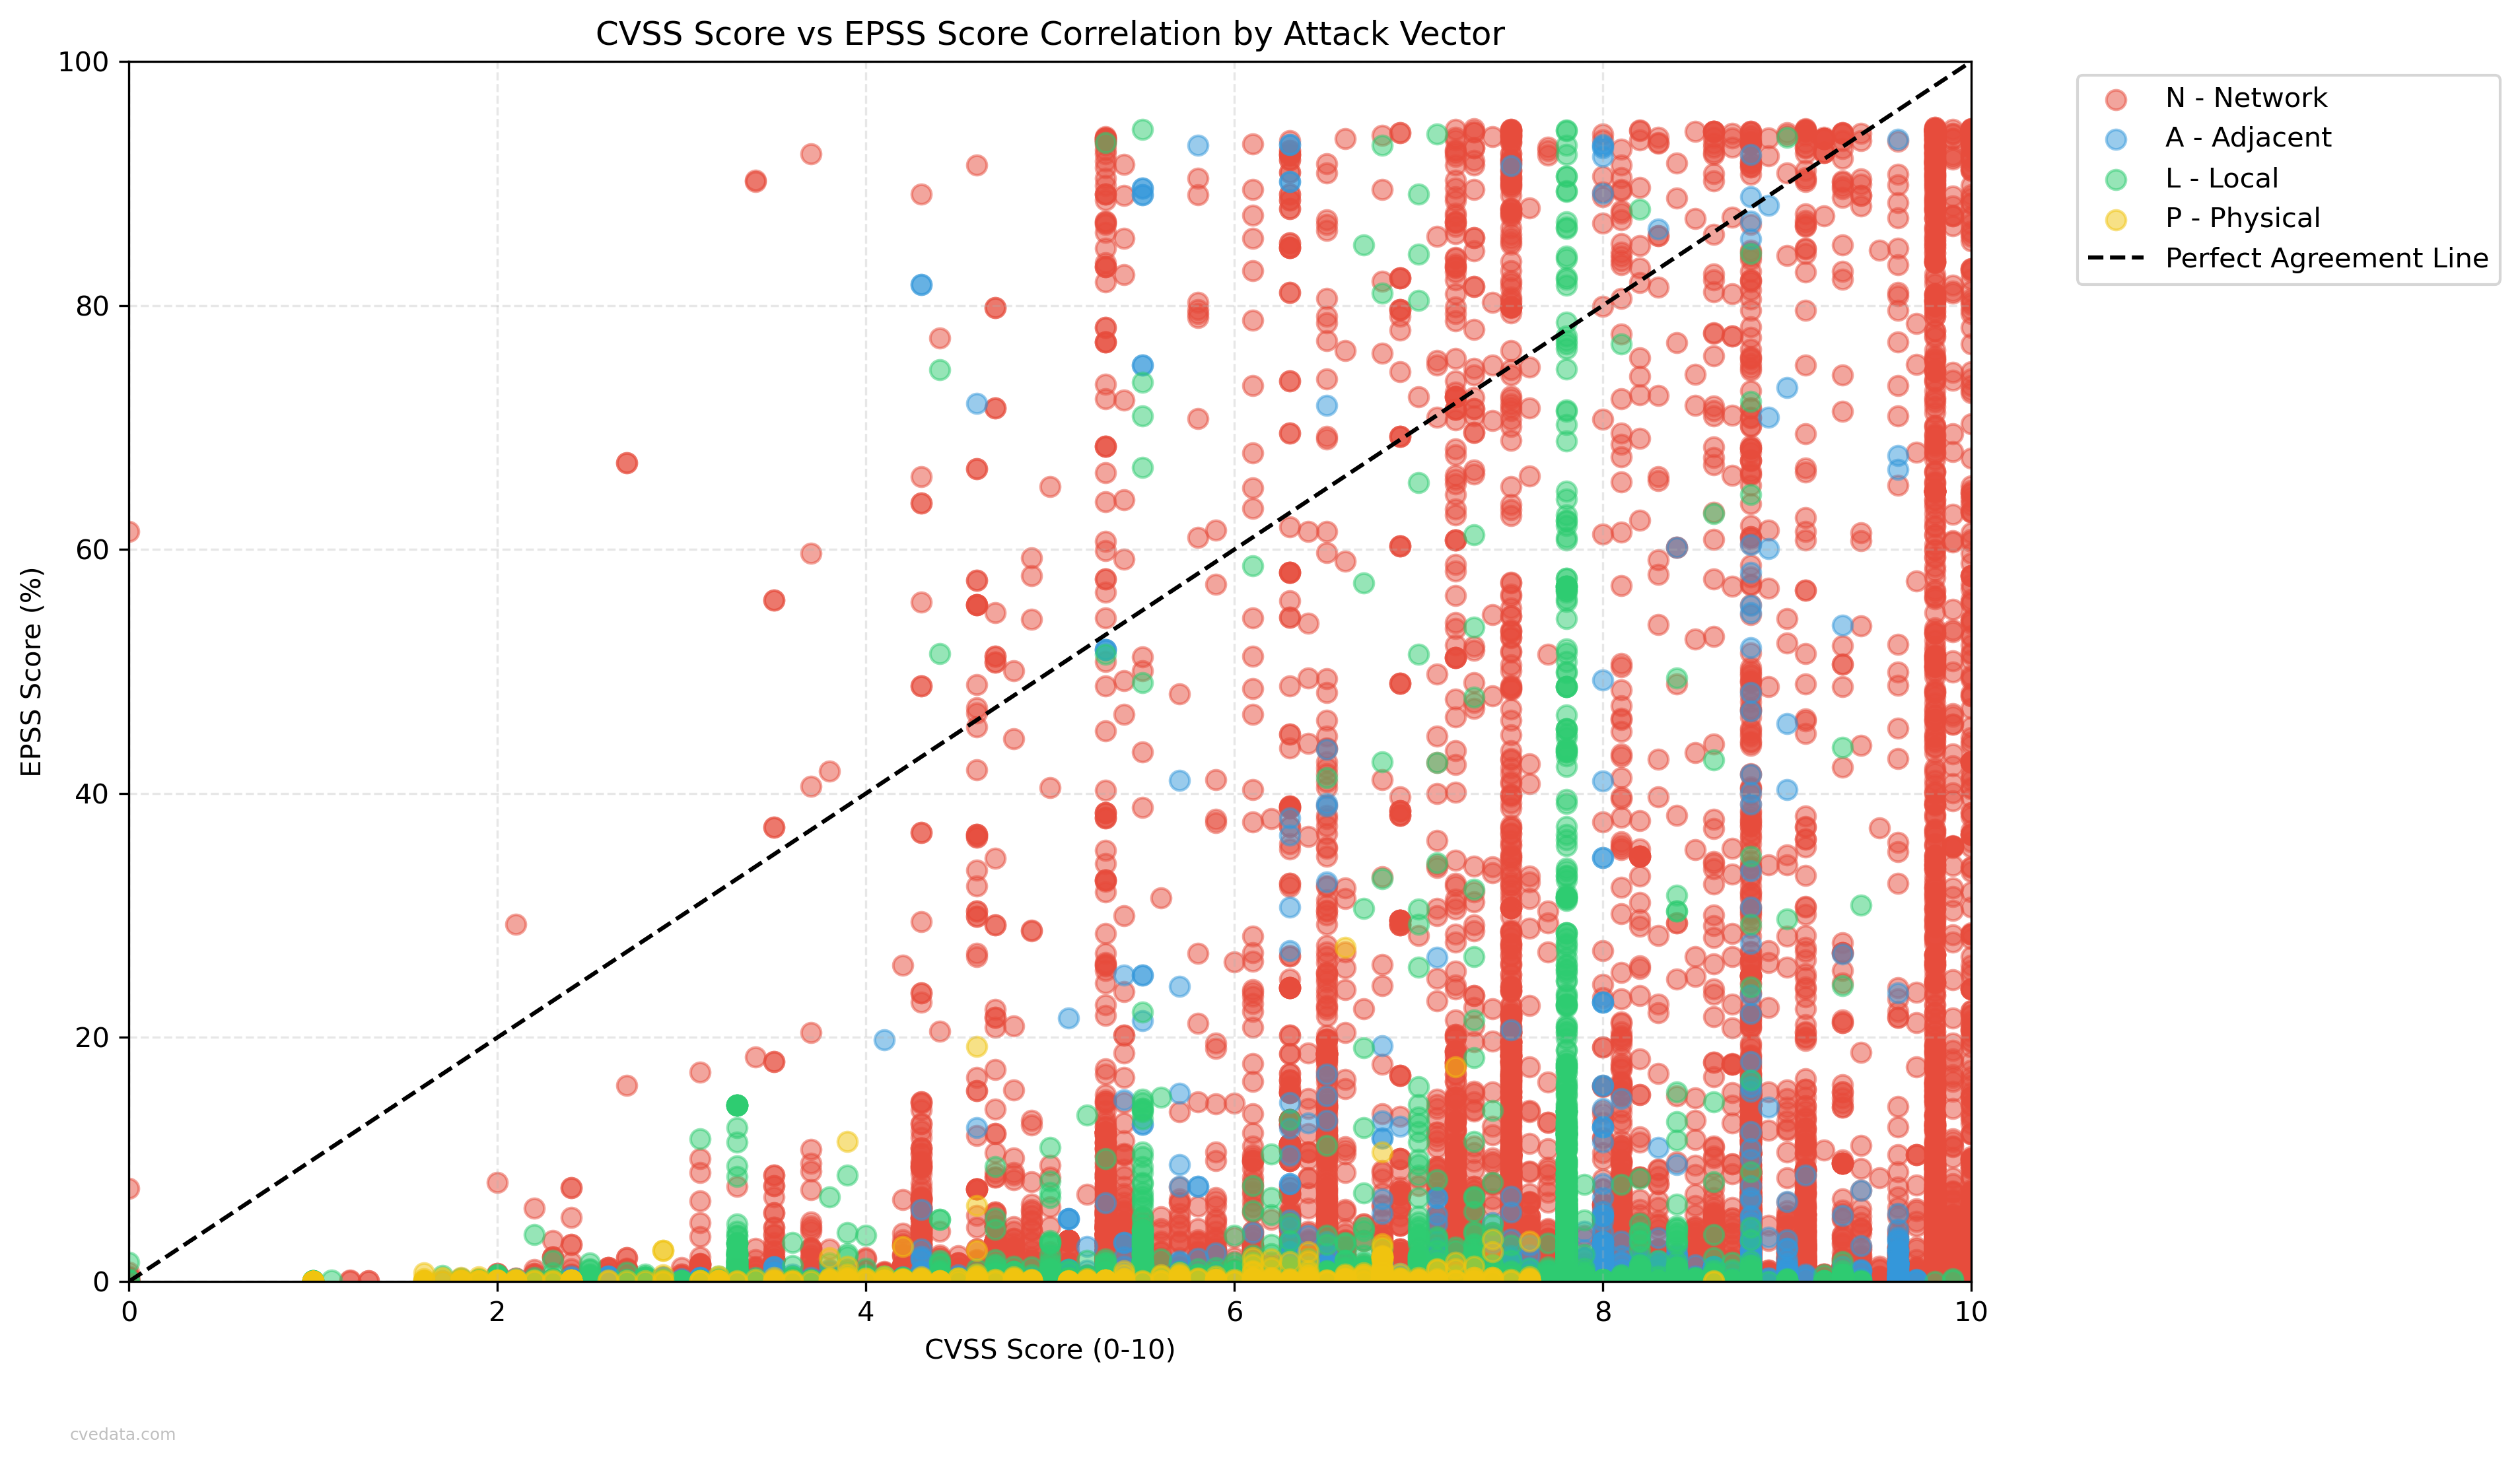 CVSS Score vs EPSS Score Correlation by Attack Vector
100
80
60
40
20
0
EPSS Score (%)
0 2 4 6 8 10
CVSS Score (0-10)
N - Network
A - Adjacent
L - Local
P - Physical
Perfect Agreement Line
cvedata.com